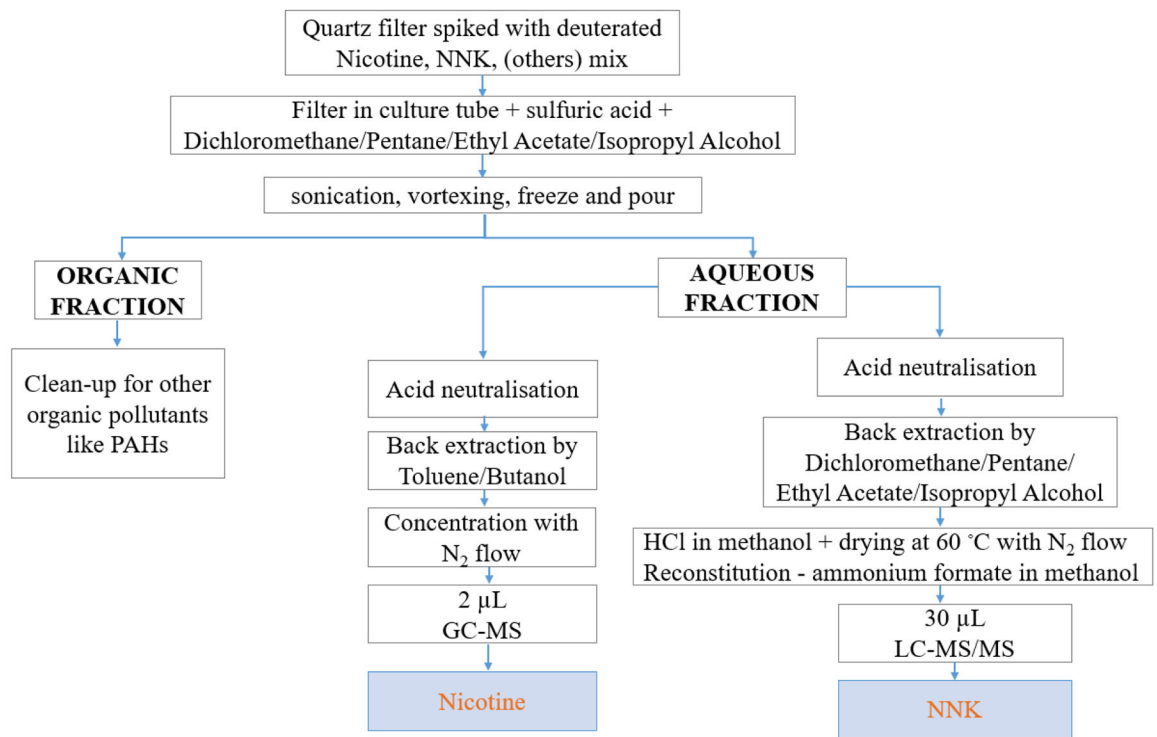 Quartz filter spiked with deuterated
Nicotine, NNK, (others) mix
Filter in culture tube + sulfuric acid +
Dichloromethane/Pentane/Ethyl Acetate/Isopropyl Alcohol
sonication, vortexing, freeze and pour
ORGANIC
FRACTION
Clean-up for other
organic pollutants
like PAHs
AQUEOUS
FRACTION
Acid neutralisation
Back extraction by
Toluene/Butanol
Concentration with
N₂ flow
2 µL
GC-MS
Nicotine
Acid neutralisation
Back extraction by
Dichloromethane/Pentane/
Ethyl Acetate/Isopropyl Alcohol
HCl in methanol + drying at 60 ˚C with N₂ flow
Reconstitution - ammonium formate in methanol
30 µL
LC-MS/MS
NNK